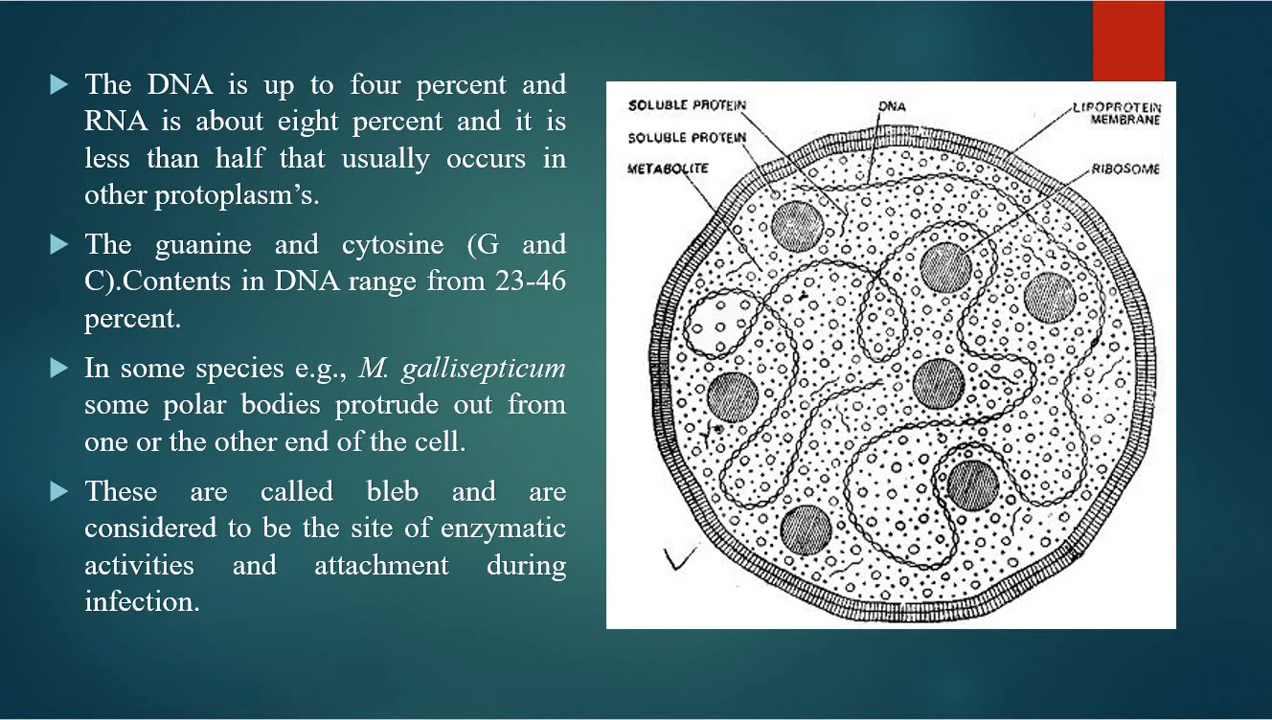 The DNA is up to four percent and
RNA is about eight percent and it is
less than half that usually occurs in
other protoplasm’s.
The guanine and cytosine (G and
C).Contents in DNA range from 23-46
percent.
In some species e.g., M. gallisepticum
some polar bodies protrude out from
one or the other end of the cell.
These are called bleb and are
considered to be the site of enzymatic
activities and attachment during
infection.
SOLUBLE PROTEIN
SOLUBLE PROTEIN
METABOLITE
DNA
LIPOPROTEIN
MEMBRANE
RIBOSOME